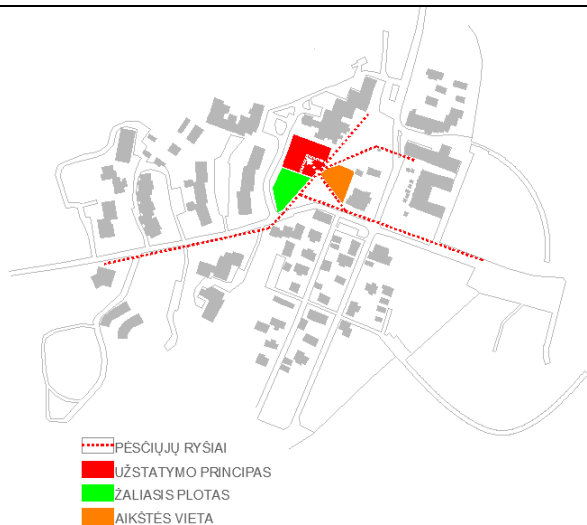 PĖSČIŲJŲ RYŠIAI
UŽSTATYMO PRINCIPAS
ŽALIASIS PLOTAS
AIKŠTĖS VIETA